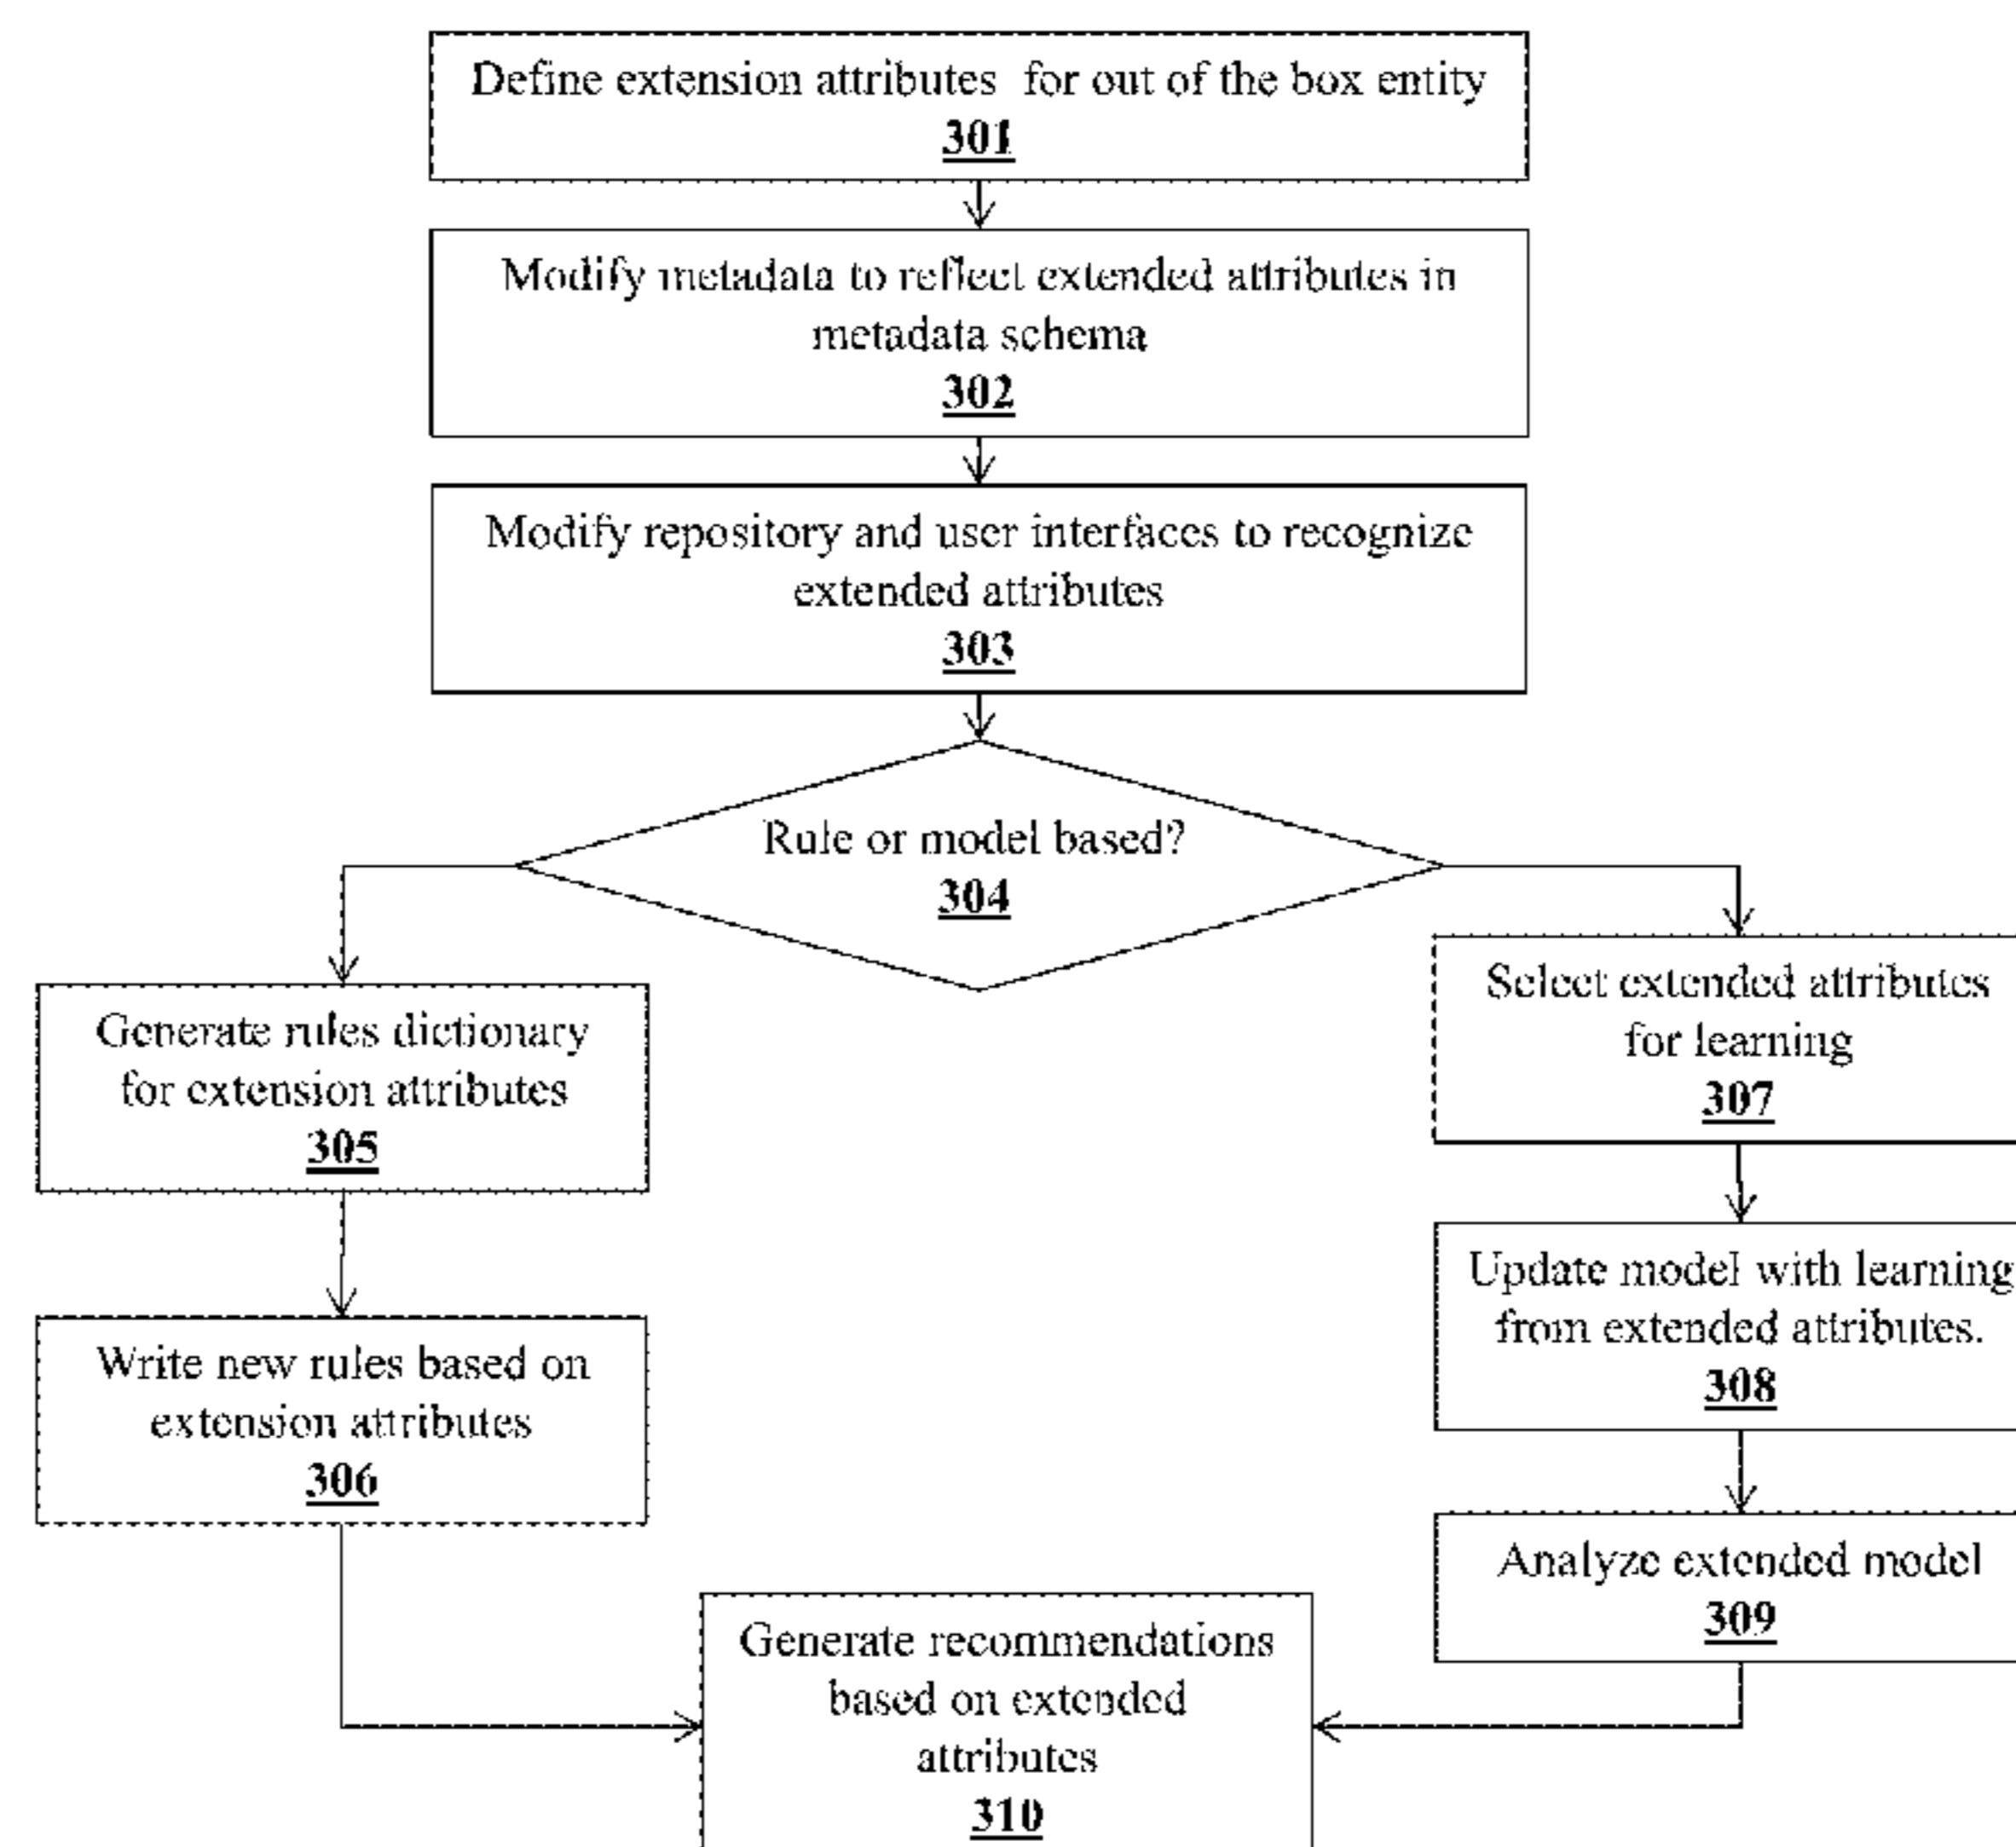 Define extension attributes for out of the box entity
301
Modify metadata to reflect extended attributes in
metadata schema
302
Modify repository and user interfaces to recognize
extended attributes
303
Rule or model based?
304
Generate rules dictionary
for extension attributes
305
Write new rules based on
extension attributes
306
Select extended attributes
for learning
307
Update model with learning
from extended attributes.
308
Analyze extended model
309
Generate recommendations
based on extended
attributes
310